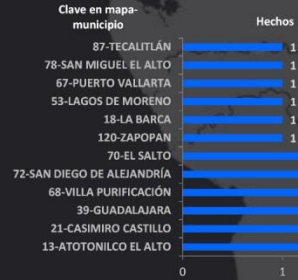 Clave en mapa-
municipio
Hechos
87-TECALITLÁN 1
78-SAN MIGUEL EL ALTO 1
67-PUERTO VALLARTA 1
53-LAGOS DE MORENO 1
18-LA BARCA 1
120-ZAPOPAN 1
70-EL SALTO
72-SAN DIEGO DE ALEJANDRÍA
68-VILLA PURIFICACIÓN
39-GUADALAJARA
21-CASIMIRO CASTILLO
13-ATOTONILCO EL ALTO
0 1